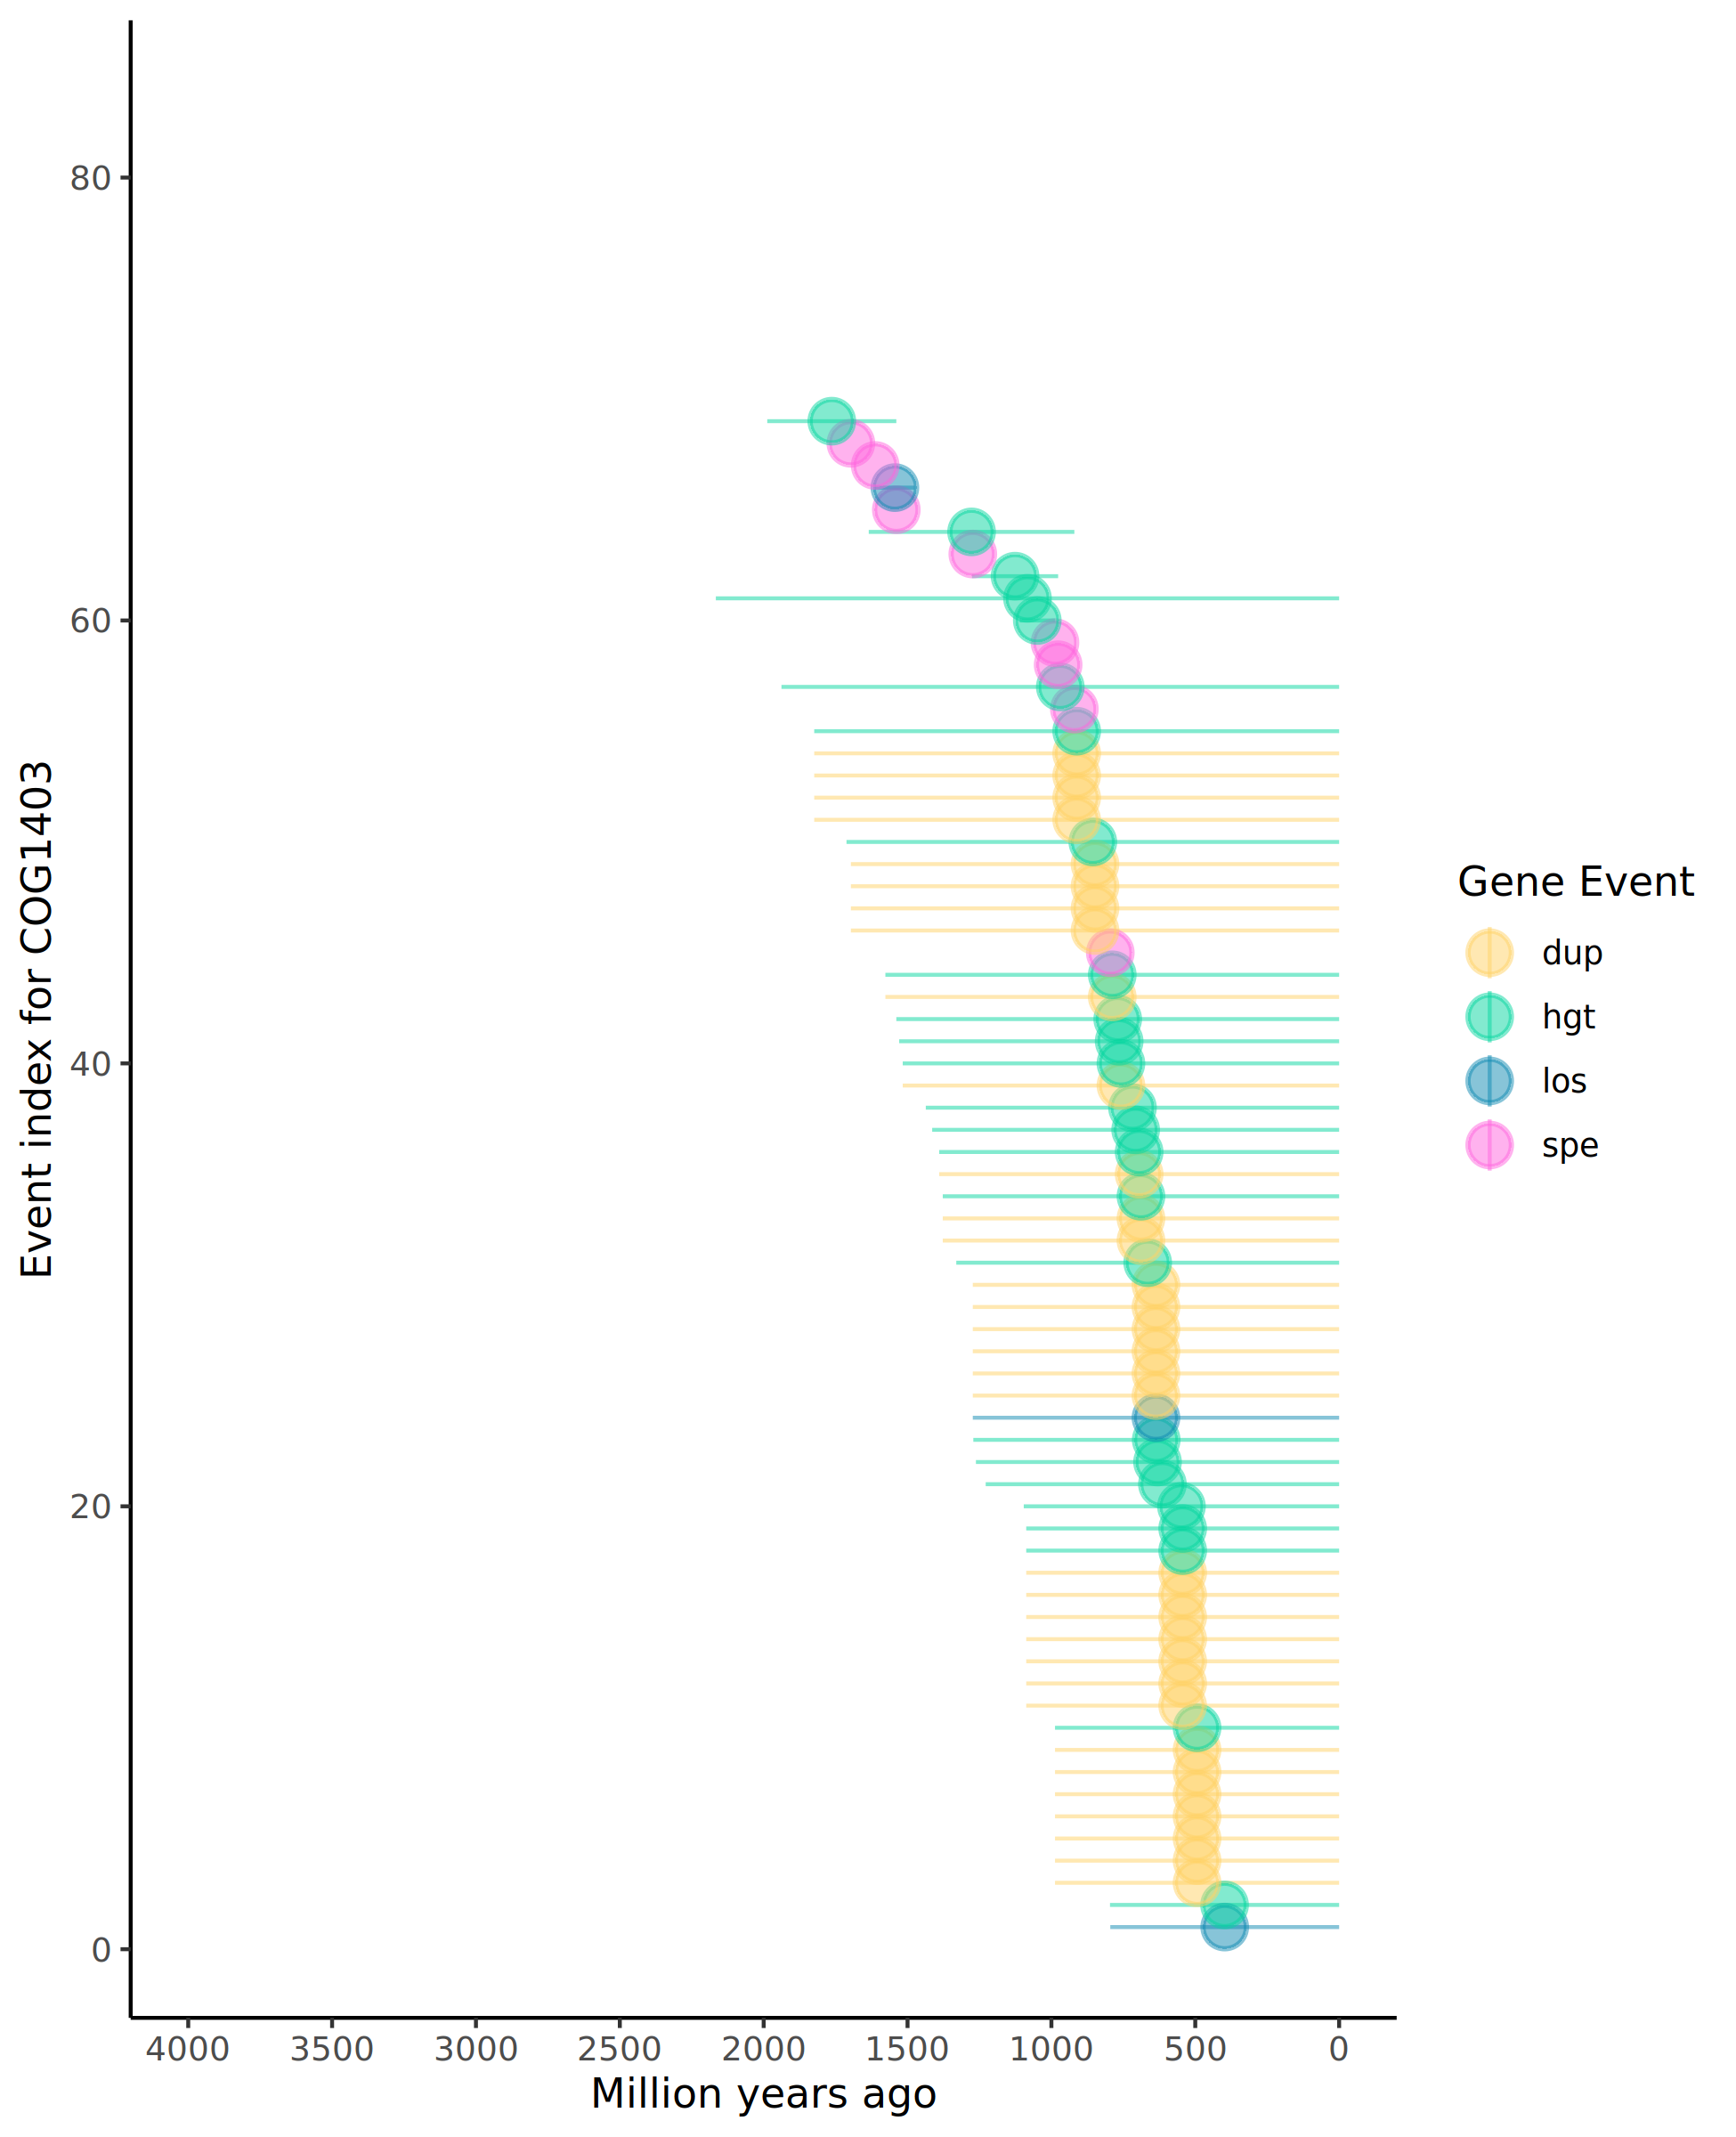 Event index for COG1403
80
60
40
20
0
4000 3500 3000 2500 2000 1500 1000 500 0
Million years ago
Gene Event
dup
hgt
los
spe